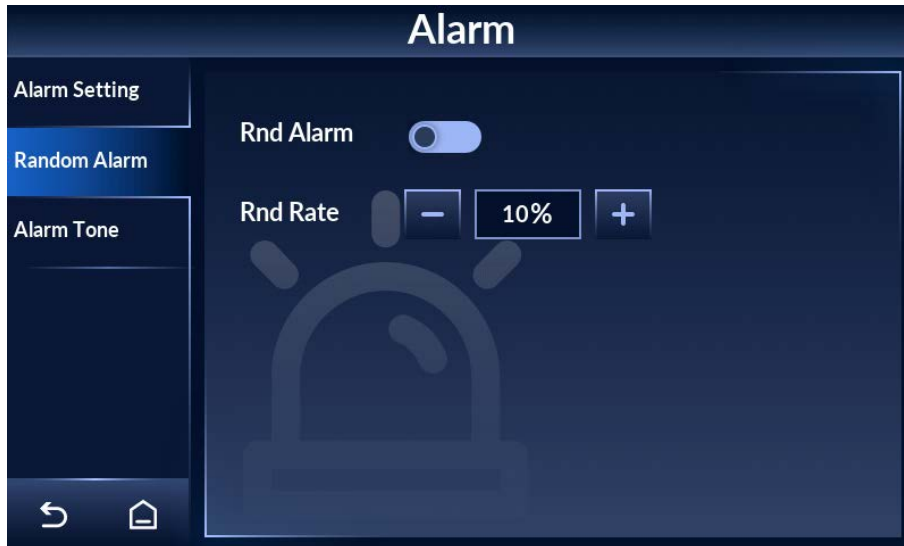 Alarm
Alarm Setting
Random Alarm
Alarm Tone
Rnd Alarm
Rnd Rate
10%